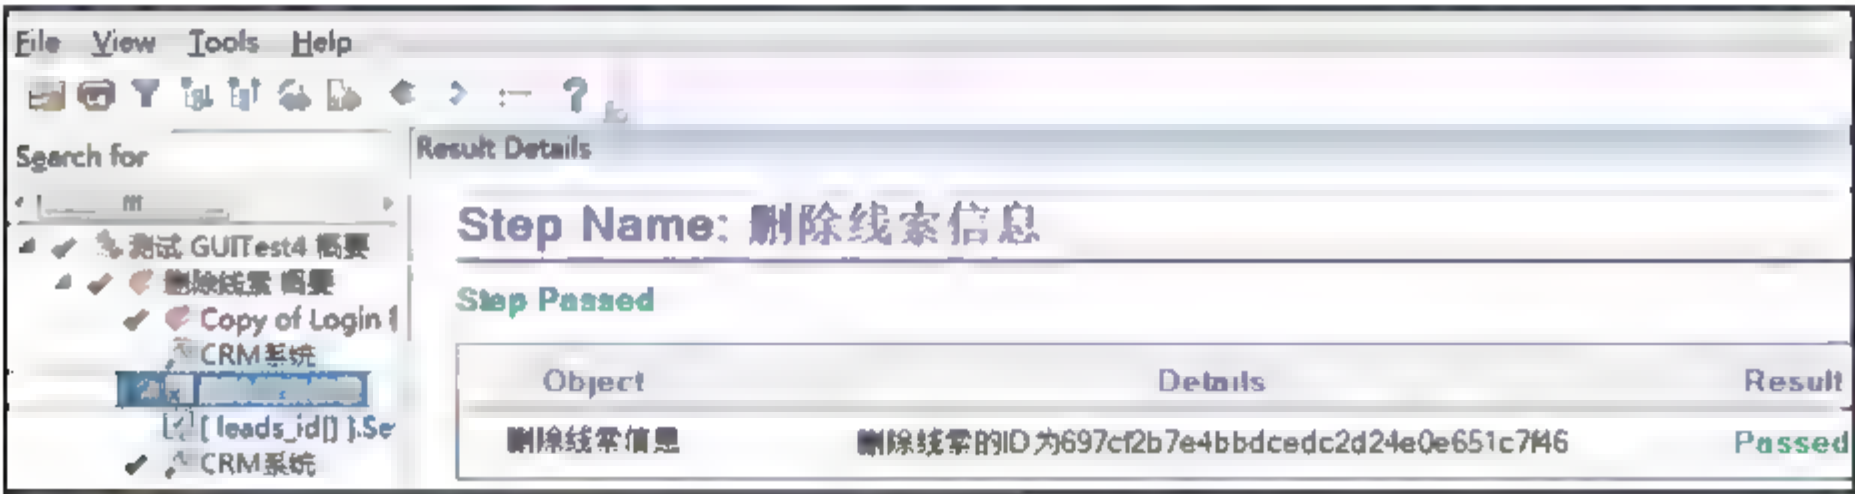 File View Tools Help
Search for
测试 GUITest4 概要
删除线索 概要
Copy of Login
CRM系统
[ leads_id[] ].Se
CRM系统
Result Details
Step Name: 删除线索信息
Step Passed
Object Details Result
删除线索信息 删除线索的ID为697cf2b7e4bbdcedc2d24e0e651c7f46 Passed